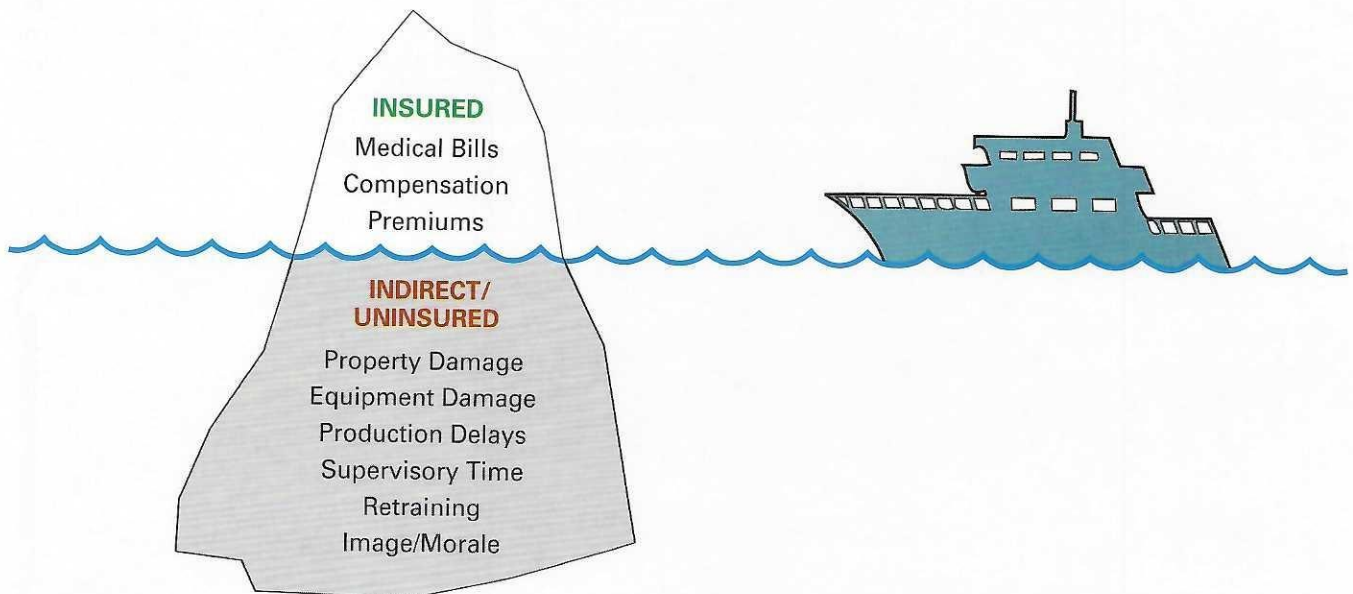 INSURED
Medical Bills
Compensation
Premiums
INDIRECT/
UNINSURED
Property Damage
Equipment Damage
Production Delays
Supervisory Time
Retraining
Image/Morale